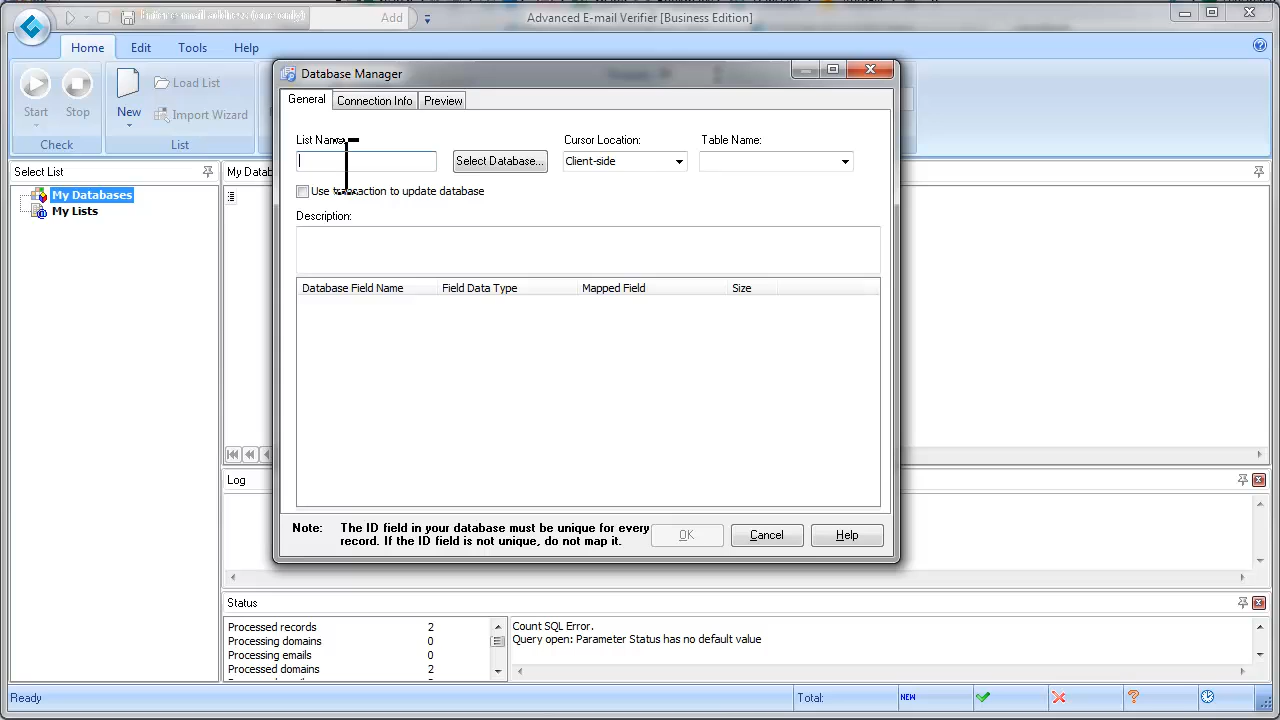 Enter e-mail address (one only)
Add
Advanced E-mail Verifier [Business Edition]
Home
Edit
Tools
Help
Start
Stop
New
Load List
Import Wizard
Check
List
Database Manager
General
Connection Info
Preview
List Name:
Cursor Location:
Table Name:
Select Database...
Client-side
Use transaction to update database
Description:
Database Field Name
Field Data Type
Mapped Field
Size
Note: The ID field in your database must be unique for every
record. If the ID field is not unique, do not map it.
OK
Cancel
Help
Select List
My Databases
My Lists
My Datab
Log
Status
Processed records 2
Processing domains 0
Processing emails 0
Processed domains 2
Count SQL Error.
Query open: Parameter Status has no default value
Ready
Total:
NEW